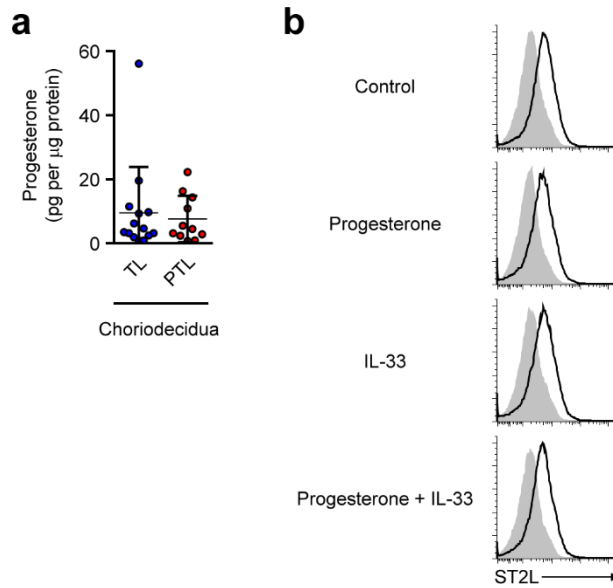 a
Progesterone
(pg per μg protein)
60
40
20
0
TL
PTL
Choriodecidua
b
Control
Progesterone
IL-33
Progesterone + IL-33
ST2L